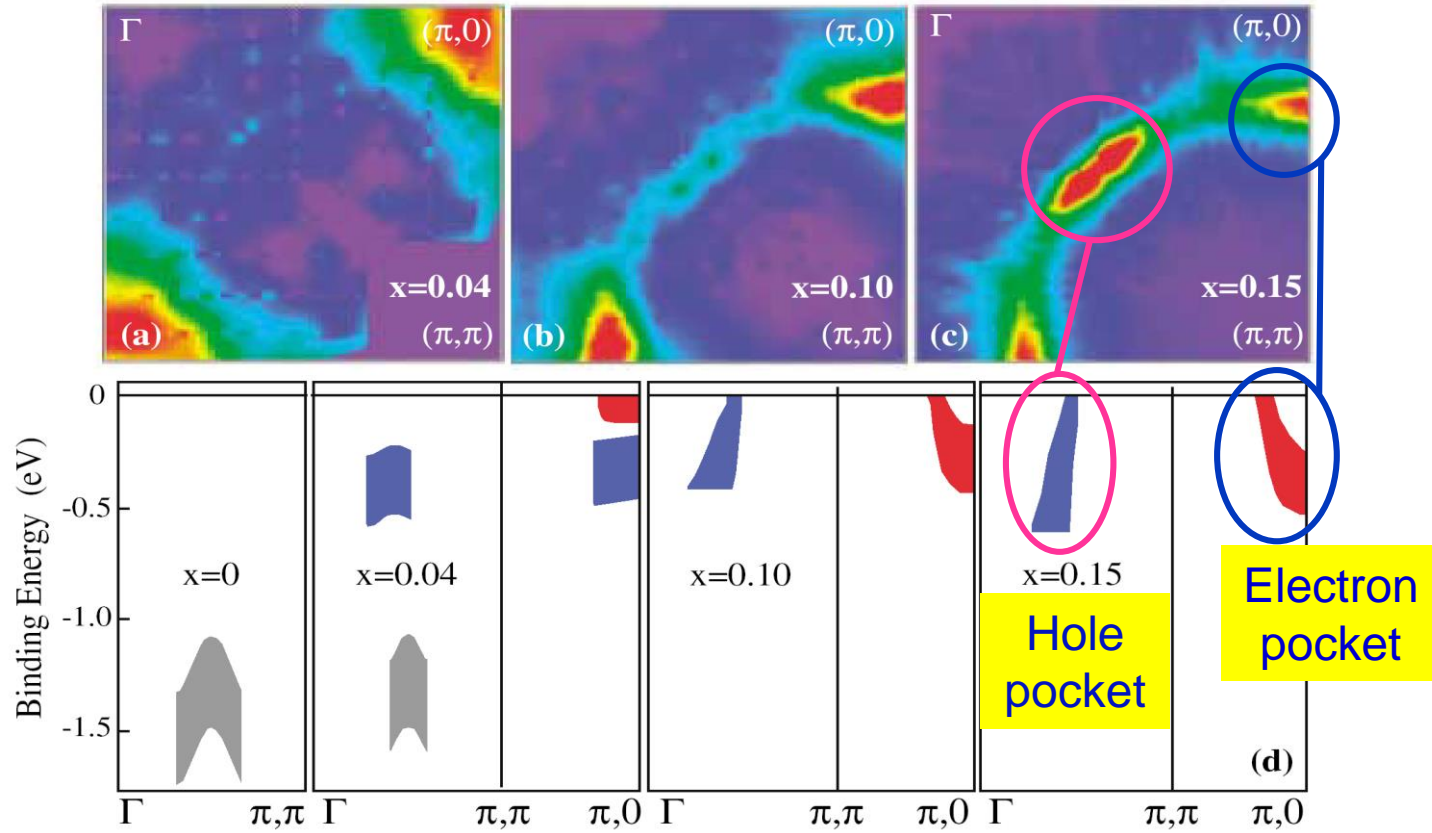 Γ (π,0)
x=0.04
(a) (π,π)
(π,0)
x=0.10
(b) (π,π)
Γ (π,0)
x=0.15
(c) (π,π)
Binding Energy (eV)
0
-0.5
-1.0
-1.5
x=0
x=0.04
x=0.10
x=0.15
Hole
pocket
Electron
pocket
(d)
Γ π,π Γ π,π π,0 Γ π,π π,0 Γ π,π π,0